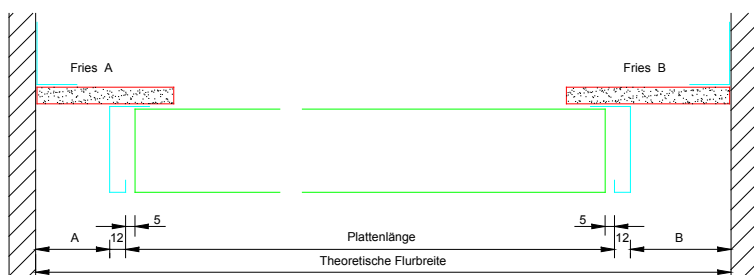 Fries A
Fries B
5
5
A
12
Plattenlänge
12
B
Theoretische Flurbreite